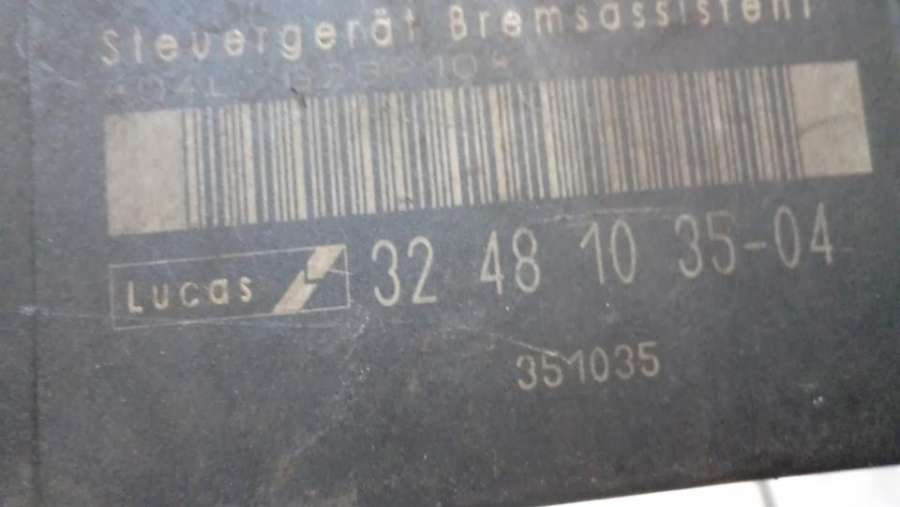 Steuergerät Bremsassistent
Lucas 32 48 10 35-04
351035